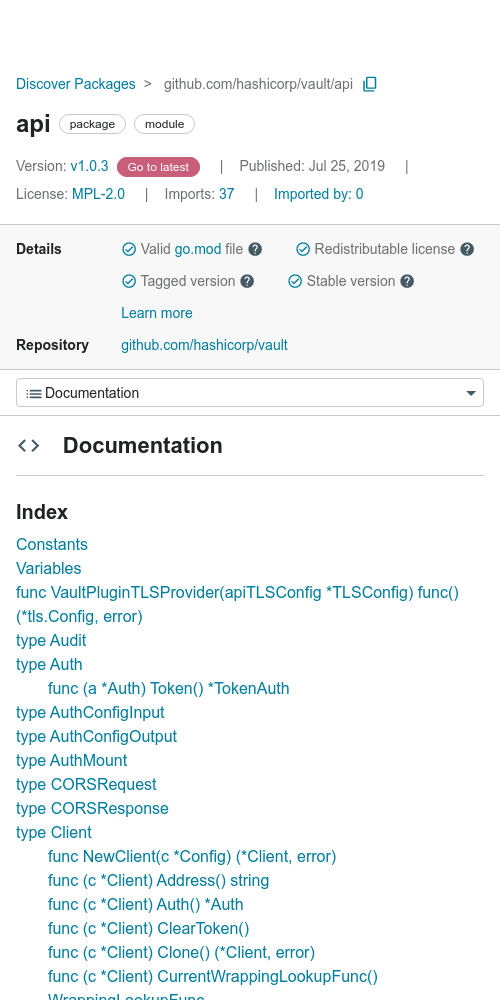 Discover Packages > github.com/hashicorp/vault/api
api package module
Version: v1.0.3 Go to latest | Published: Jul 25, 2019 |
License: MPL-2.0 | Imports: 37 | Imported by: 0
Details Valid go.mod file ? Redistributable license ?
Tagged version ? Stable version ?
Learn more
Repository github.com/hashicorp/vault
Documentation
<> Documentation
Index
Constants
Variables
func VaultPluginTLSProvider(apiTLSConfig *TLSConfig) func()
(*tls.Config, error)
type Audit
type Auth
func (a *Auth) Token() *TokenAuth
type AuthConfigInput
type AuthConfigOutput
type AuthMount
type CORSRequest
type CORSResponse
type Client
func NewClient(c *Config) (*Client, error)
func (c *Client) Address() string
func (c *Client) Auth() *Auth
func (c *Client) ClearToken()
func (c *Client) Clone() (*Client, error)
func (c *Client) CurrentWrappingLookupFunc()
WrappingLookupFunc